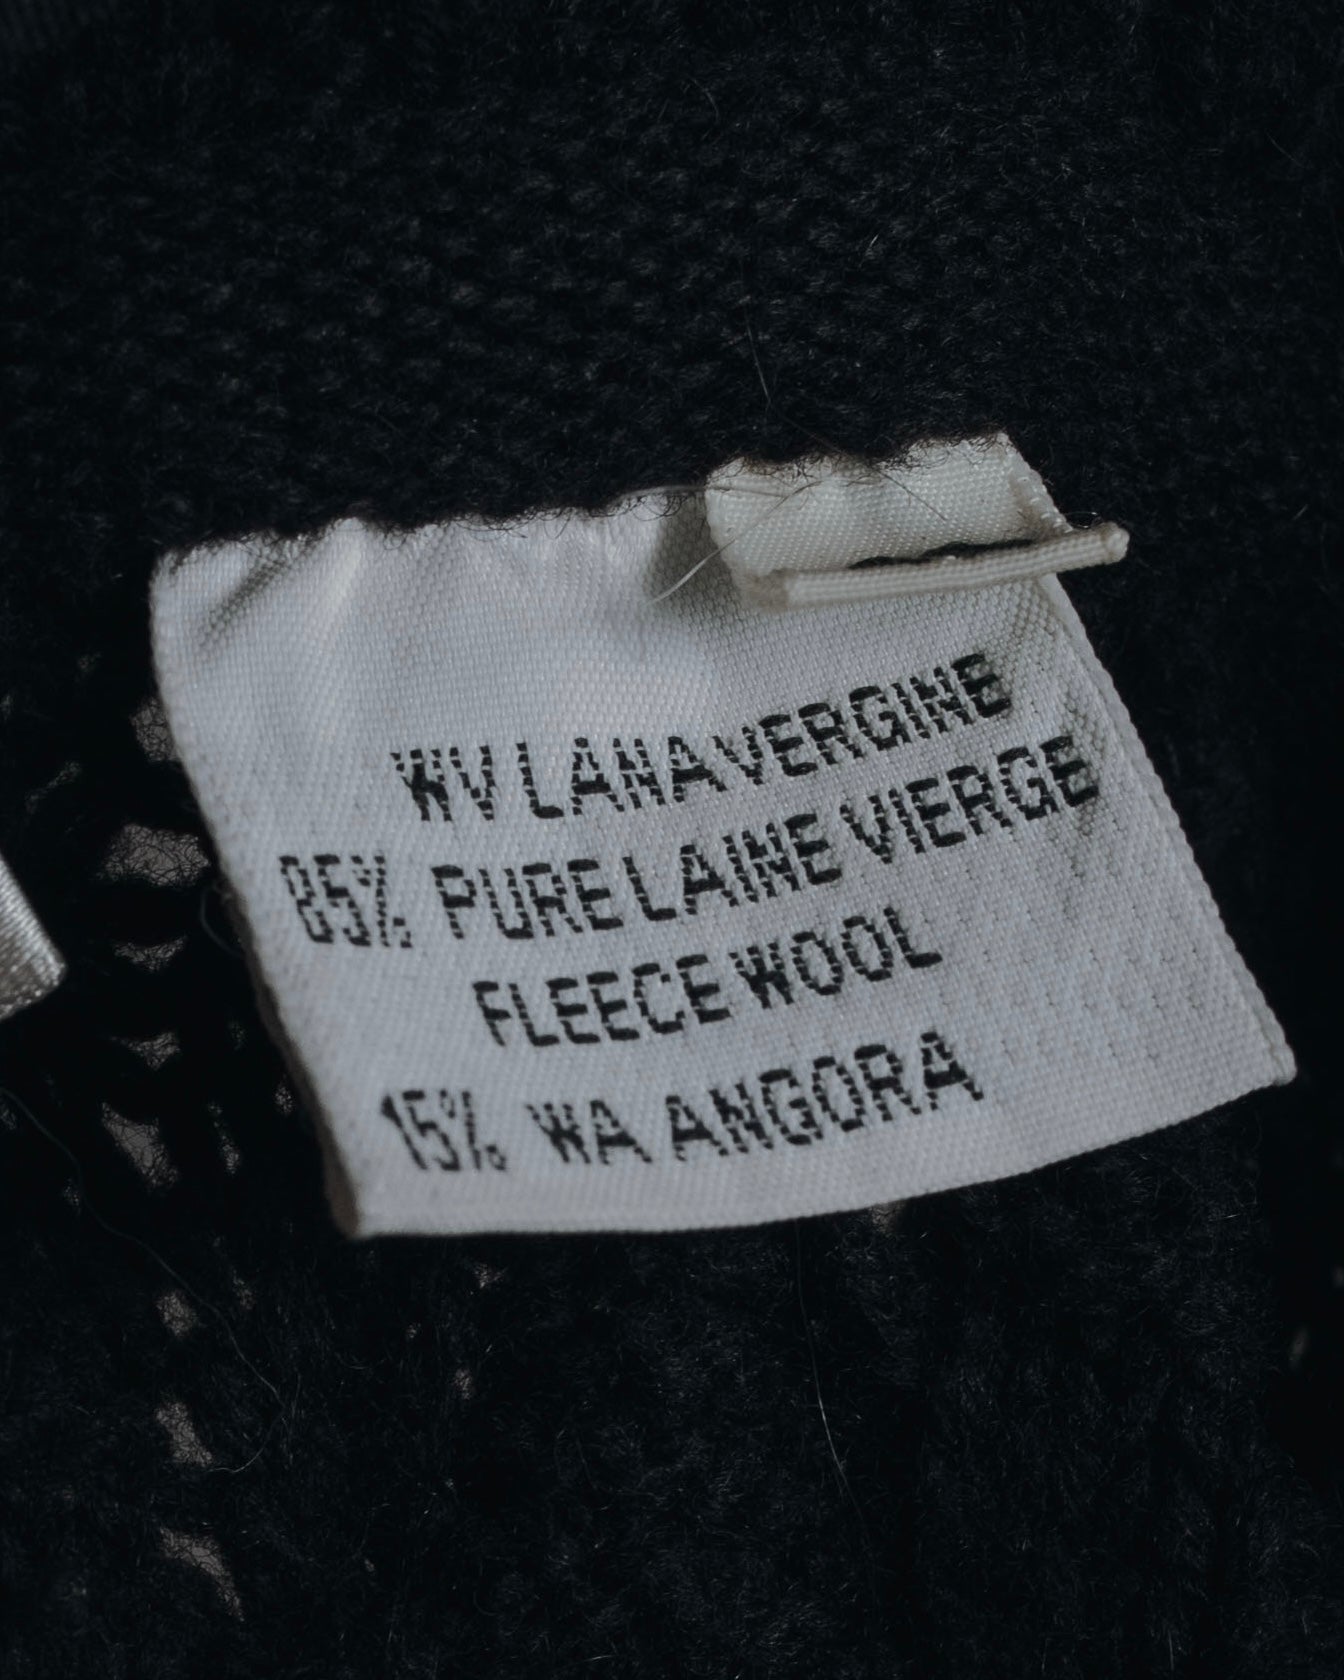 WV LANA VERGINE
85% PURE LAINE VIERGE
FLEECE WOOL
15% WA ANGORA